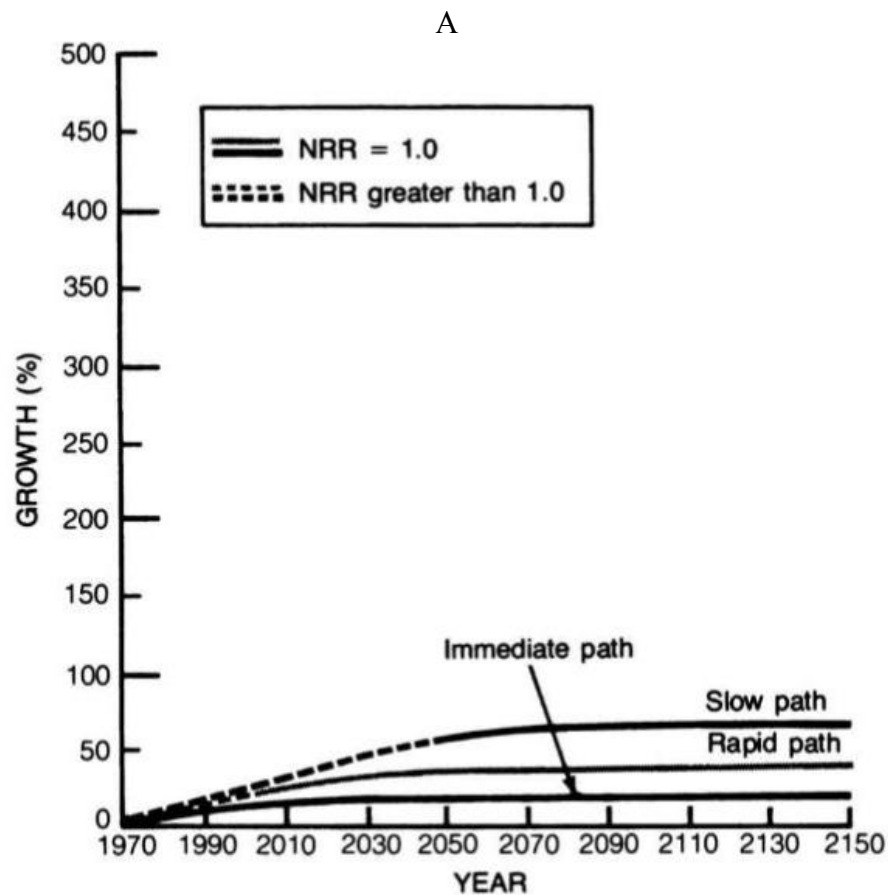 A
500
450
400
350
300
250
200
150
100
50
0
GROWTH (%)
NRR = 1.0
NRR greater than 1.0
Immediate path
Slow path
Rapid path
1970 1990 2010 2030 2050 2070 2090 2110 2130 2150
YEAR